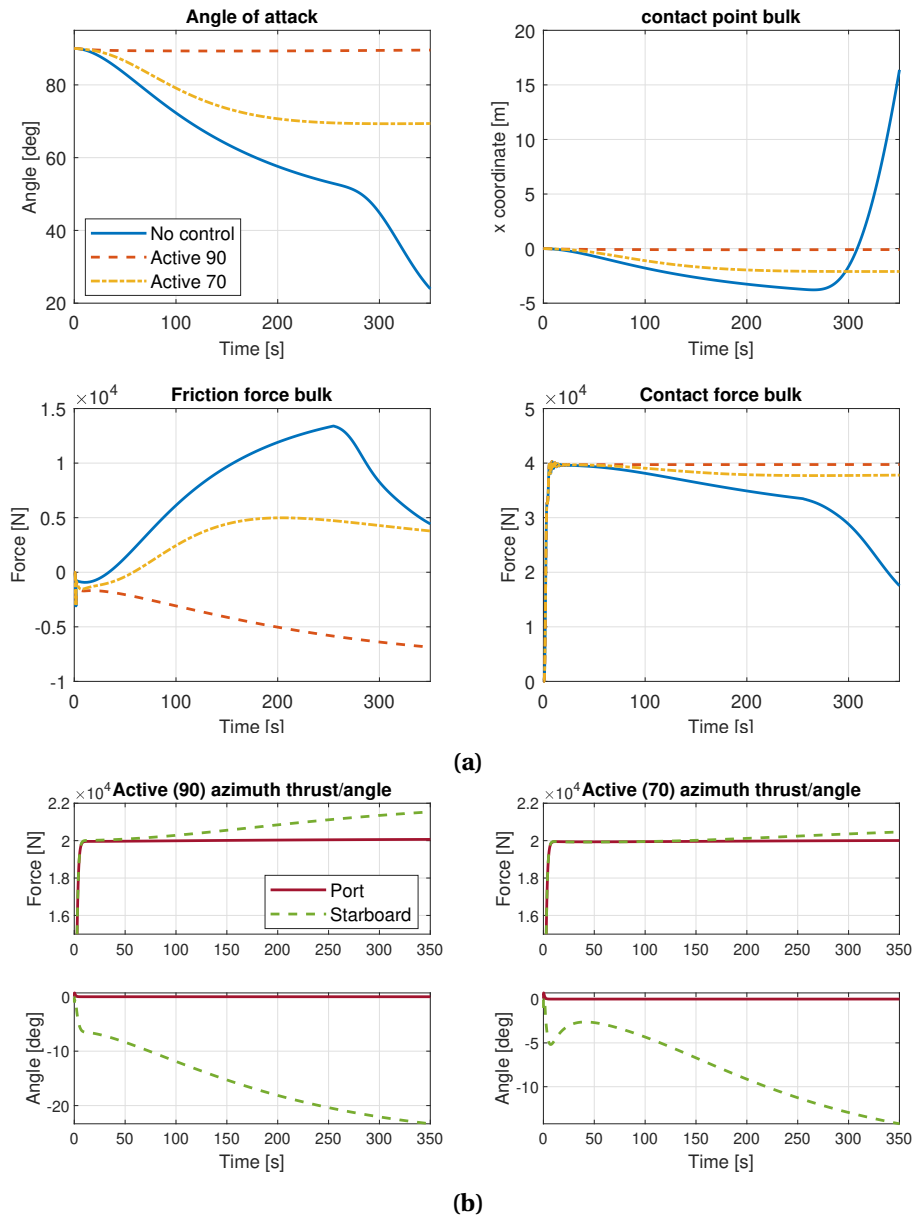 Angle of attack
Angle [deg]
80
60
40
20
0 100 200 300
Time [s]
No control
Active 90
Active 70
contact point bulk
x coordinate [m]
20
15
10
5
0
-5
0 100 200 300
Time [s]
Friction force bulk
×10^4
Force [N]
1.5
1
0.5
0
-0.5
-1
0 100 200 300
Time [s]
Contact force bulk
×10^4
Force [N]
5
4
3
2
1
0
0 100 200 300
Time [s]
(a)
Active (90) azimuth thrust/angle
×10^4
Force [N]
2.2
2
1.8
1.6
0 50 100 150 200 250 300 350
Port
Starboard
Active (70) azimuth thrust/angle
×10^4
Force [N]
2.2
2
1.8
1.6
0 50 100 150 200 250 300 350
Angle [deg]
0
-10
-20
0 50 100 150 200 250 300 350
Time [s]
Angle [deg]
0
-5
-10
0 50 100 150 200 250 300 350
Time [s]
(b)